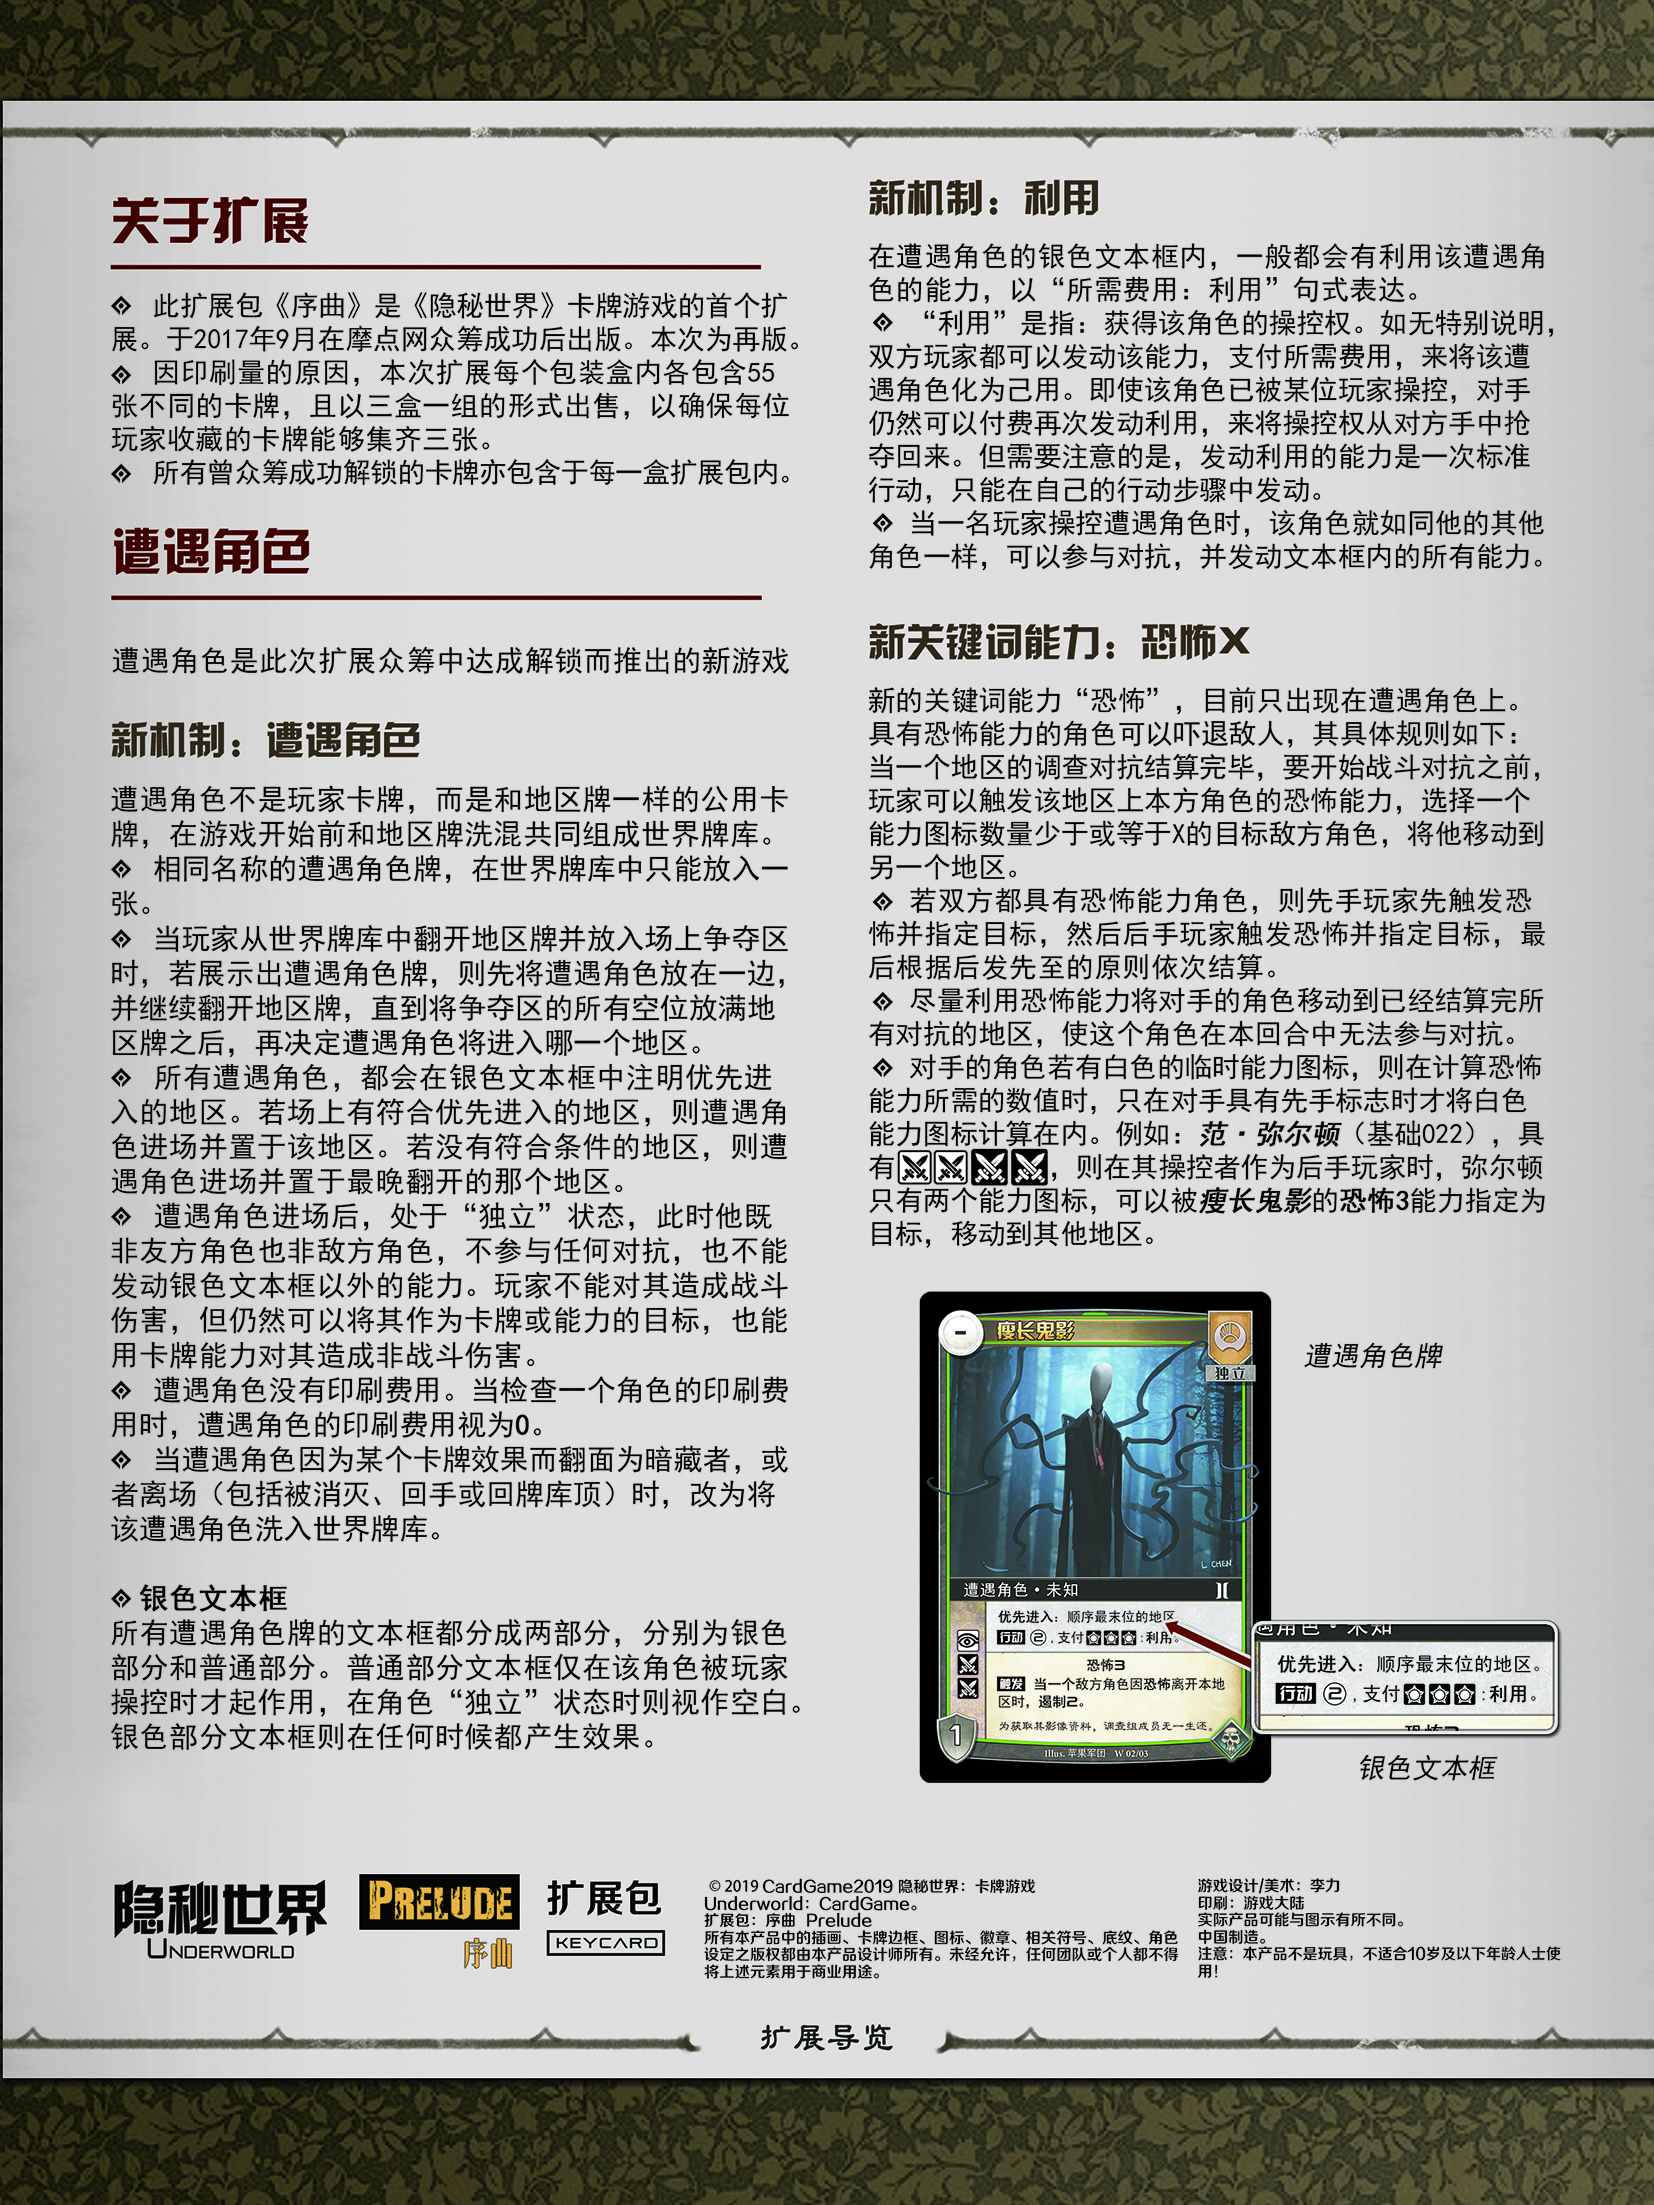 关于扩展
◈ 此扩展包《序曲》是《隐秘世界》卡牌游戏的首个扩
展。于2017年9月在摩点网众筹成功后出版。本次为再版。
◈ 因印刷量的原因，本次扩展每个包装盒内各包含55
张不同的卡牌，且以三盒一组的形式出售，以确保每位
玩家收藏的卡牌能够集齐三张。
◈ 所有曾众筹成功解锁的卡牌亦包含于每一盒扩展包内。
遭遇角色
遭遇角色是此次扩展众筹中达成解锁而推出的新游戏
新机制：遭遇角色
遭遇角色不是玩家卡牌，而是和地区牌一样的公用卡
牌，在游戏开始前和地区牌洗混共同组成世界牌库。
◈ 相同名称的遭遇角色牌，在世界牌库中只能放入一
张。
◈ 当玩家从世界牌库中翻开地区牌并放入场上争夺区
时，若展示出遭遇角色牌，则先将遭遇角色放在一边，
并继续翻开地区牌，直到将争夺区的所有空位放满地
区牌之后，再决定遭遇角色将进入哪一个地区。
◈ 所有遭遇角色，都会在银色文本框中注明优先进
入的地区。若场上有符合优先进入的地区，则遭遇角
色进场并置于该地区。若没有符合条件的地区，则遭
遇角色进场并置于最晚翻开的那个地区。
◈ 遭遇角色进场后，处于“独立”状态，此时他既
非友方角色也非敌方角色，不参与任何对抗，也不能
发动银色文本框以外的能力。玩家不能对其造成战斗
伤害，但仍然可以将其作为卡牌或能力的目标，也能
用卡牌能力对其造成非战斗伤害。
◈ 遭遇角色没有印刷费用。当检查一个角色的印刷费
用时，遭遇角色的印刷费用视为0。
◈ 当遭遇角色因为某个卡牌效果而翻面为暗藏者，或
者离场（包括被消灭、回手或回牌库顶）时，改为将
该遭遇角色洗入世界牌库。
◈ 银色文本框
所有遭遇角色牌的文本框都分成两部分，分别为银色
部分和普通部分。普通部分文本框仅在该角色被玩家
操控时才起作用，在角色“独立”状态时则视作空白。
银色部分文本框则在任何时候都产生效果。
新机制：利用
在遭遇角色的银色文本框内，一般都会有利用该遭遇角
色的能力，以“所需费用：利用”句式表达。
◈ “利用”是指：获得该角色的操控权。如无特别说明，
双方玩家都可以发动该能力，支付所需费用，来将该遭
遇角色化为己用。即使该角色已被某位玩家操控，对手
仍然可以付费再次发动利用，来将操控权从对方手中抢
夺回来。但需要注意的是，发动利用的能力是一次标准
行动，只能在自己的行动步骤中发动。
◈ 当一名玩家操控遭遇角色时，该角色就如同他的其他
角色一样，可以参与对抗，并发动文本框内的所有能力。
新关键词能力：恐怖X
新的关键词能力“恐怖”，目前只出现在遭遇角色上。
具有恐怖能力的角色可以吓退敌人，其具体规则如下：
当一个地区的调查对抗结算完毕，要开始战斗对抗之前，
玩家可以触发该地区上本方角色的恐怖能力，选择一个
能力图标数量少于或等于X的目标敌方角色，将他移动到
另一个地区。
◈ 若双方都具有恐怖能力角色，则先手玩家先触发恐
怖并指定目标，然后后手玩家触发恐怖并指定目标，最
后根据后发先至的原则依次结算。
◈ 尽量利用恐怖能力将对手的角色移动到已经结算完所
有对抗的地区，使这个角色在本回合中无法参与对抗。
◈ 对手的角色若有白色的临时能力图标，则在计算恐怖
能力所需的数值时，只在对手具有先手标志时才将白色
能力图标计算在内。例如：范·弥尔顿（基础022），具
有，则在其操控者作为后手玩家时，弥尔顿
只有两个能力图标，可以被瘦长鬼影的恐怖3能力指定为
目标，移动到其他地区。
- 瘦长鬼影
独立
L CHEN
遭遇角色·未知
优先进入：顺序最末位的地区
行动 ②，支付：利用。
恐怖3
触发 当一个敌方角色因恐怖离开本地
区时，遏制2。
为获取其影像资料，调查组成员无一生还。
1
Illus. 苹果军团 W 02/03
遭遇角色牌
遇角色·未知
优先进入：顺序最末位的地区。
行动 ②，支付：利用。
恐怖3
银色文本框
隐秘世界
UNDERWORLD
PRELUDE
序曲
扩展包
KEYCARD
© 2019 CardGame2019 隐秘世界：卡牌游戏
Underworld：CardGame。
扩展包：序曲 Prelude
所有本产品中的插画、卡牌边框、图标、徽章、相关符号、底纹、角色
设定之版权都由本产品设计师所有。未经允许，任何团队或个人都不得
将上述元素用于商业用途。
游戏设计/美术：李力
印刷：游戏大陆
实际产品可能与图示有所不同。
中国制造。
注意：本产品不是玩具，不适合10岁及以下年龄人士使
用！
扩展导览